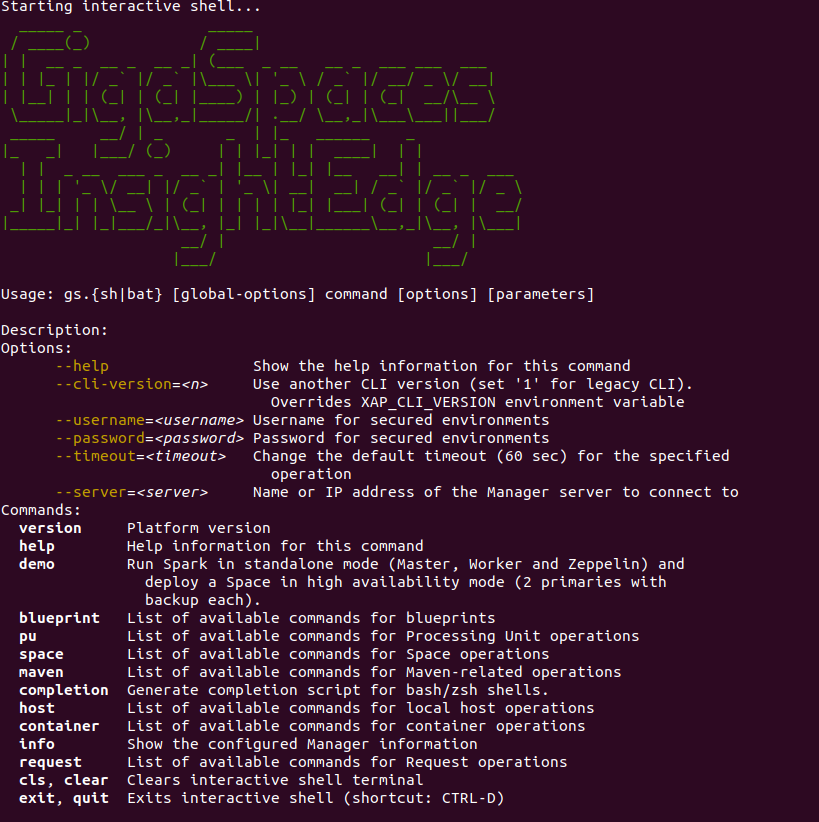 Starting interactive shell...
GigaSpaces
InsightEdge
Usage: gs.{sh|bat} [global-options] command [options] [parameters]
Description:
Options:
--help Show the help information for this command
--cli-version=<n> Use another CLI version (set '1' for legacy CLI).
Overrides XAP_CLI_VERSION environment variable
--username=<username> Username for secured environments
--password=<password> Password for secured environments
--timeout=<timeout> Change the default timeout (60 sec) for the specified
operation
--server=<server> Name or IP address of the Manager server to connect to
Commands:
version Platform version
help Help information for this command
demo Run Spark in standalone mode (Master, Worker and Zeppelin) and
deploy a Space in high availability mode (2 primaries with
backup each).
blueprint List of available commands for blueprints
pu List of available commands for Processing Unit operations
space List of available commands for Space operations
maven List of available commands for Maven-related operations
completion Generate completion script for bash/zsh shells.
host List of available commands for local host operations
container List of available commands for container operations
info Show the configured Manager information
request List of available commands for Request operations
cls, clear Clears interactive shell terminal
exit, quit Exits interactive shell (shortcut: CTRL-D)